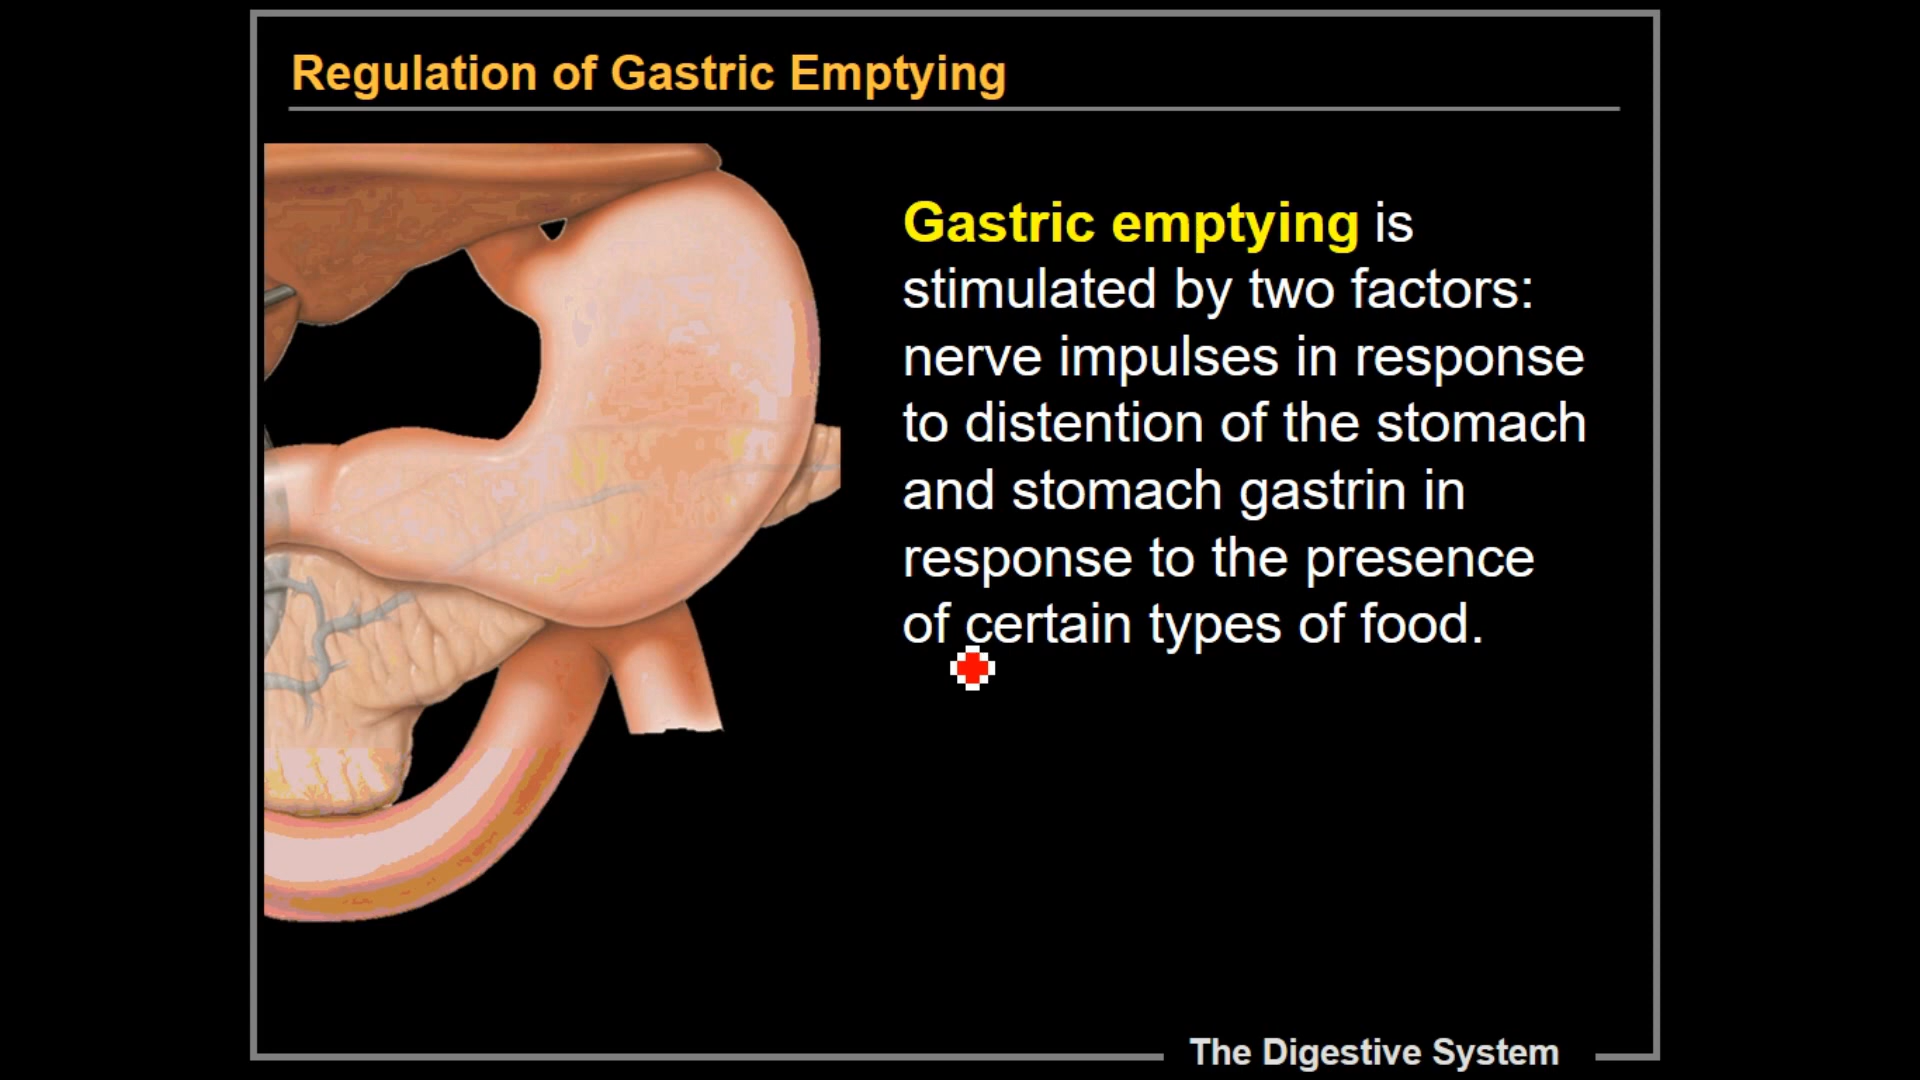 Regulation of Gastric Emptying
Gastric emptying is
stimulated by two factors:
nerve impulses in response
to distention of the stomach
and stomach gastrin in
response to the presence
of certain types of food.
The Digestive System